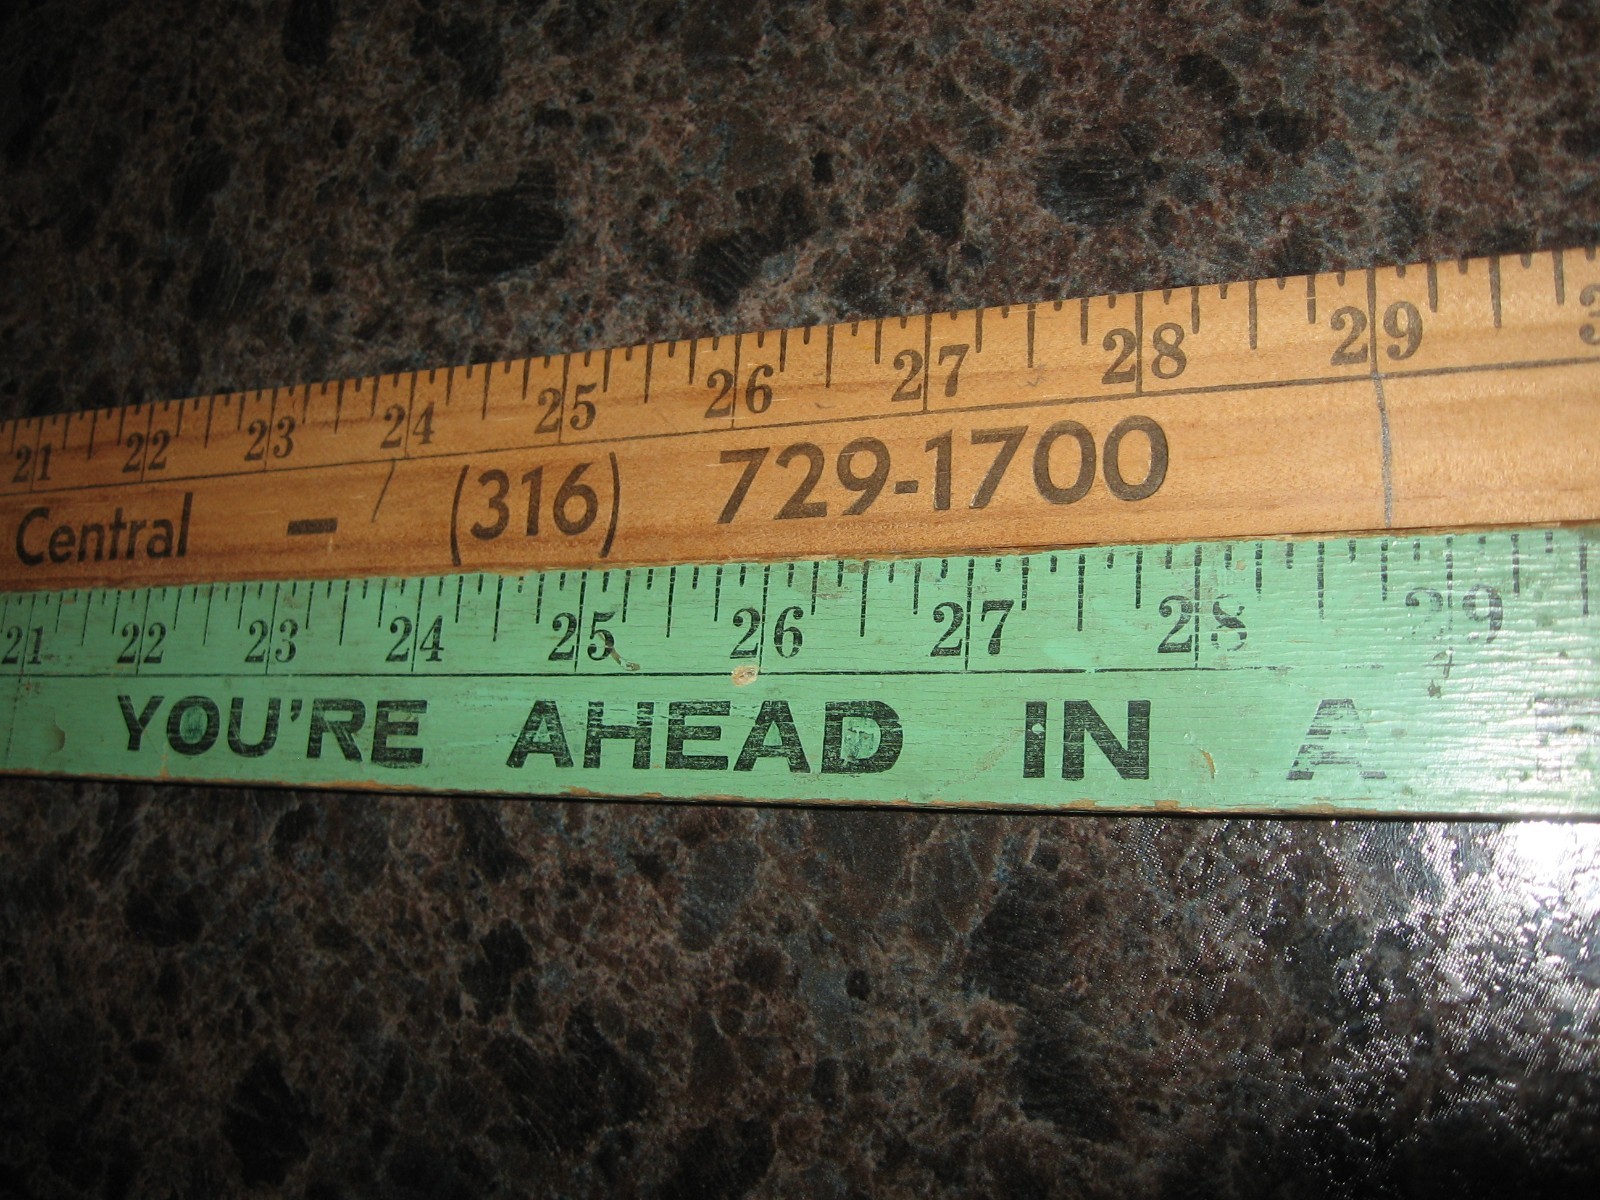 21 22 23 24 25 26 27 28 29 3
Central - (316) 729-1700
21 22 23 24 25 26 27 28 29
YOU'RE AHEAD IN A